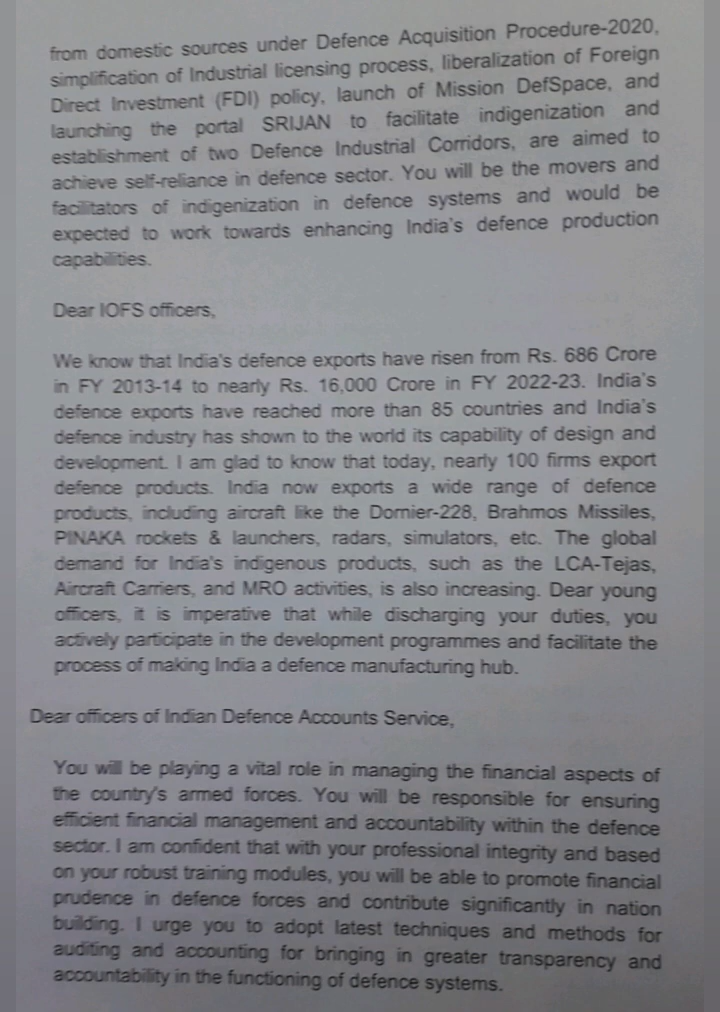 from domestic sources under Defence Acquisition Procedure-2020,
simplification of Industrial licensing process, liberalization of Foreign
Direct Investment (FDI) policy, launch of Mission DefSpace, and
launching the portal SRIJAN to facilitate indigenization and
establishment of two Defence Industrial Corridors, are aimed to
achieve self-reliance in defence sector. You will be the movers and
facilitators of indigenization in defence systems and would be
expected to work towards enhancing India's defence production
capabilities.
Dear IOFS officers,
We know that India's defence exports have risen from Rs. 686 Crore
in FY 2013-14 to nearly Rs. 16,000 Crore in FY 2022-23. India's
defence exports have reached more than 85 countries and India's
defence industry has shown to the world its capability of design and
development. I am glad to know that today, nearly 100 firms export
defence products. India now exports a wide range of defence
products, including aircraft like the Dornier-228, Brahmos Missiles,
PINAKA rockets & launchers, radars, simulators, etc. The global
demand for India's indigenous products, such as the LCA-Tejas,
Aircraft Carriers, and MRO activities, is also increasing. Dear young
officers, it is imperative that while discharging your duties, you
actively participate in the development programmes and facilitate the
process of making India a defence manufacturing hub.
Dear officers of Indian Defence Accounts Service,
You will be playing a vital role in managing the financial aspects of
the country's armed forces. You will be responsible for ensuring
efficient financial management and accountability within the defence
sector. I am confident that with your professional integrity and based
on your robust training modules, you will be able to promote financial
prudence in defence forces and contribute significantly in nation
building. I urge you to adopt latest techniques and methods for
auditing and accounting for bringing in greater transparency and
accountability in the functioning of defence systems.